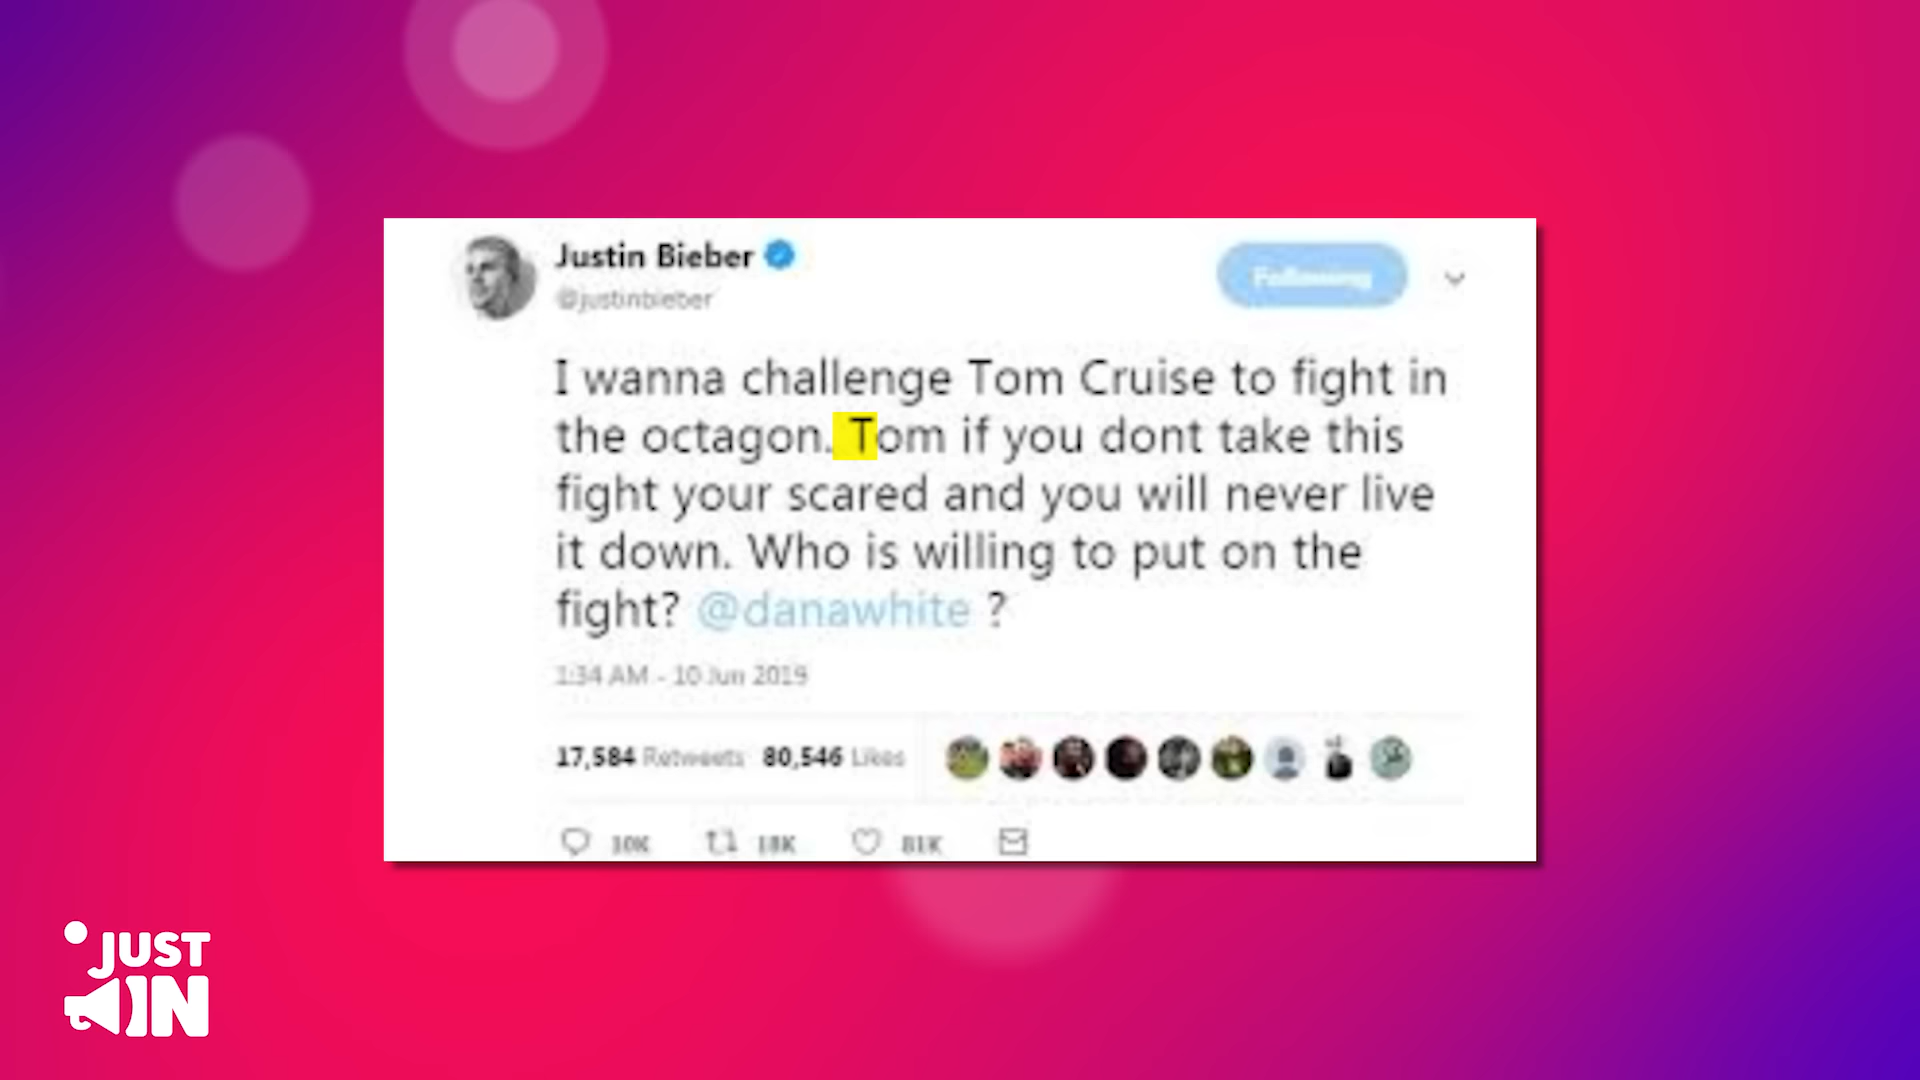 Justin Bieber
@justinbieber
Following
I wanna challenge Tom Cruise to fight in
the octagon. Tom if you dont take this
fight your scared and you will never live
it down. Who is willing to put on the
fight? @danawhite ?
1:34 AM - 10 Jun 2019
17,584 Retweets 80,546 Likes
10K 18K 81K
JUST
IN